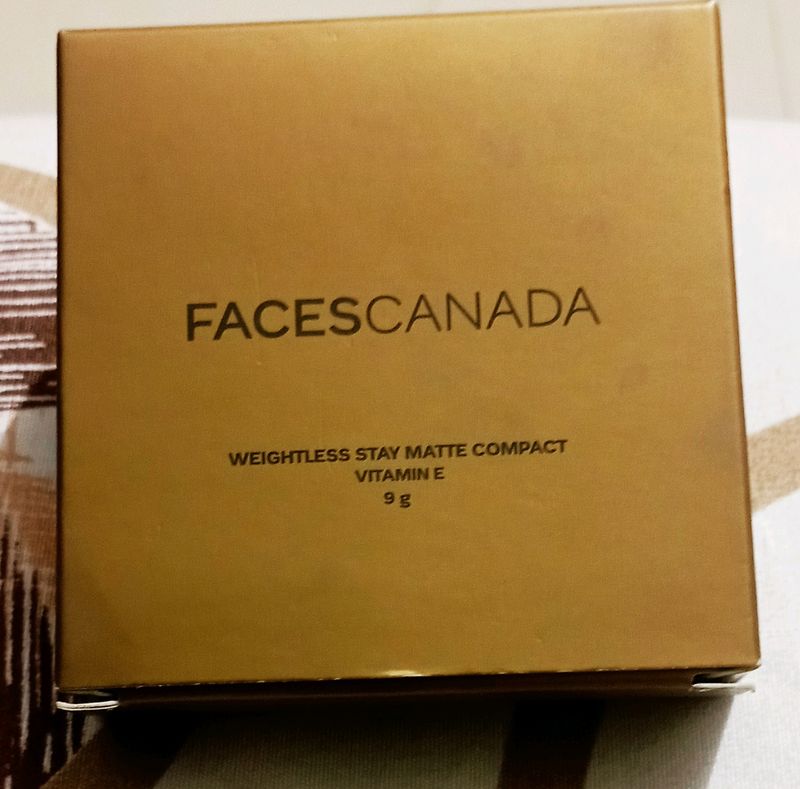 FACESCANADA
WEIGHTLESS STAY MATTE COMPACT
VITAMIN E
9 g